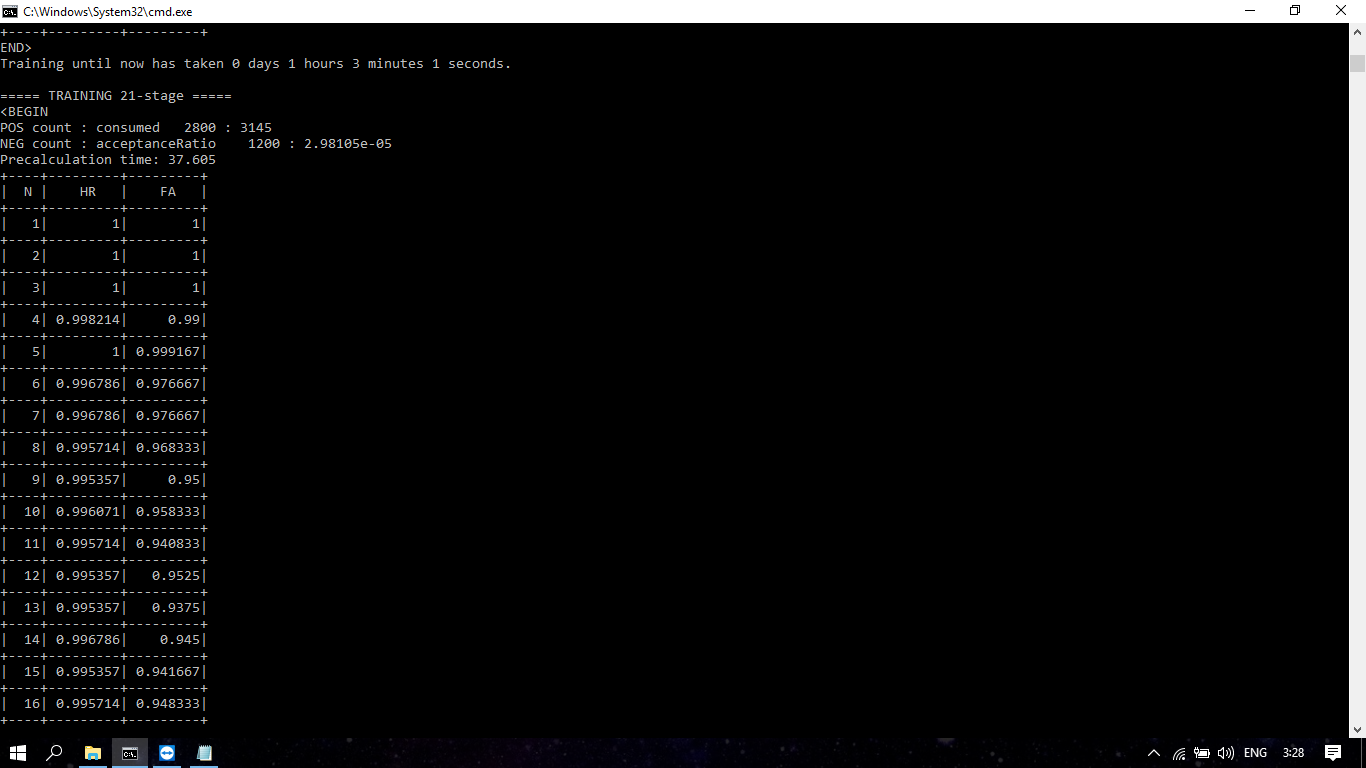 C:\Windows\System32\cmd.exe
+----+---------+---------+
END>
Training until now has taken 0 days 1 hours 3 minutes 1 seconds.
===== TRAINING 21-stage =====
<BEGIN
POS count : consumed   2800 : 3145
NEG count : acceptanceRatio    1200 : 2.98105e-05
Precalculation time: 37.605
+----+---------+---------+
|  N |    HR   |    FA   |
+----+---------+---------+
|   1|        1|        1|
+----+---------+---------+
|   2|        1|        1|
+----+---------+---------+
|   3|        1|        1|
+----+---------+---------+
|   4| 0.998214|     0.99|
+----+---------+---------+
|   5|        1| 0.999167|
+----+---------+---------+
|   6| 0.996786| 0.976667|
+----+---------+---------+
|   7| 0.996786| 0.976667|
+----+---------+---------+
|   8| 0.995714| 0.968333|
+----+---------+---------+
|   9| 0.995357|     0.95|
+----+---------+---------+
|  10| 0.996071| 0.958333|
+----+---------+---------+
|  11| 0.995714| 0.940833|
+----+---------+---------+
|  12| 0.995357|   0.9525|
+----+---------+---------+
|  13| 0.995357|   0.9375|
+----+---------+---------+
|  14| 0.996786|    0.945|
+----+---------+---------+
|  15| 0.995357| 0.941667|
+----+---------+---------+
|  16| 0.995714| 0.948333|
+----+---------+---------+
ENG 3:28